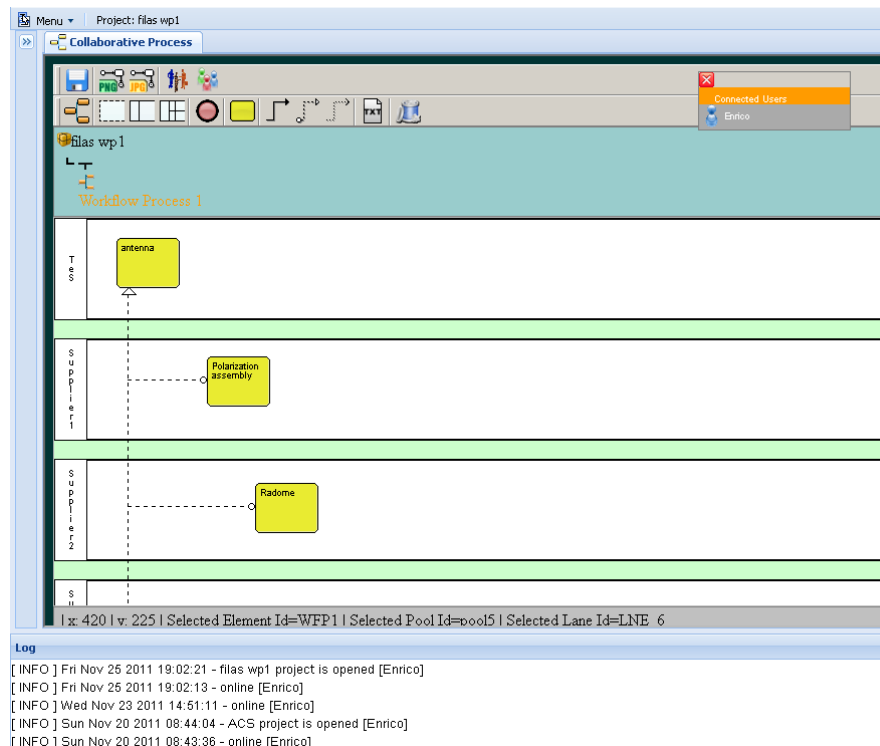 Menu Project: filas wp1
Collaborative Process
PNG JPG
TXT
Connected Users
Enrico
filas wp1
Workflow Process 1
TeS
antenna
Supplier1
Polarization
assembly
Supplier2
Radome
Su
| x: 420 | y: 225 | Selected Element Id=WFP1 | Selected Pool Id=pool5 | Selected Lane Id=LNE_6
Log
[ INFO ] Fri Nov 25 2011 19:02:21 - filas wp1 project is opened [Enrico]
[ INFO ] Fri Nov 25 2011 19:02:13 - online [Enrico]
[ INFO ] Wed Nov 23 2011 14:51:11 - online [Enrico]
[ INFO ] Sun Nov 20 2011 08:44:04 - ACS project is opened [Enrico]
[ INFO ] Sun Nov 20 2011 08:43:36 - online [Enrico]